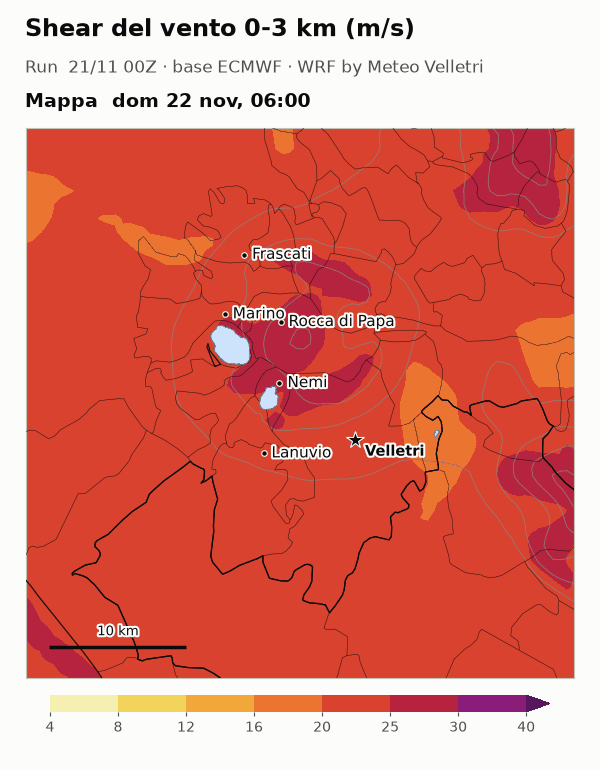 Shear del vento 0-3 km (m/s)
Run  21/11 00Z · base ECMWF · WRF by Meteo Velletri
Mappa  dom 22 nov, 06:00
Frascati
Marino
Rocca di Papa
Nemi
Velletri
Lanuvio
10 km
4 8 12 16 20 25 30 40